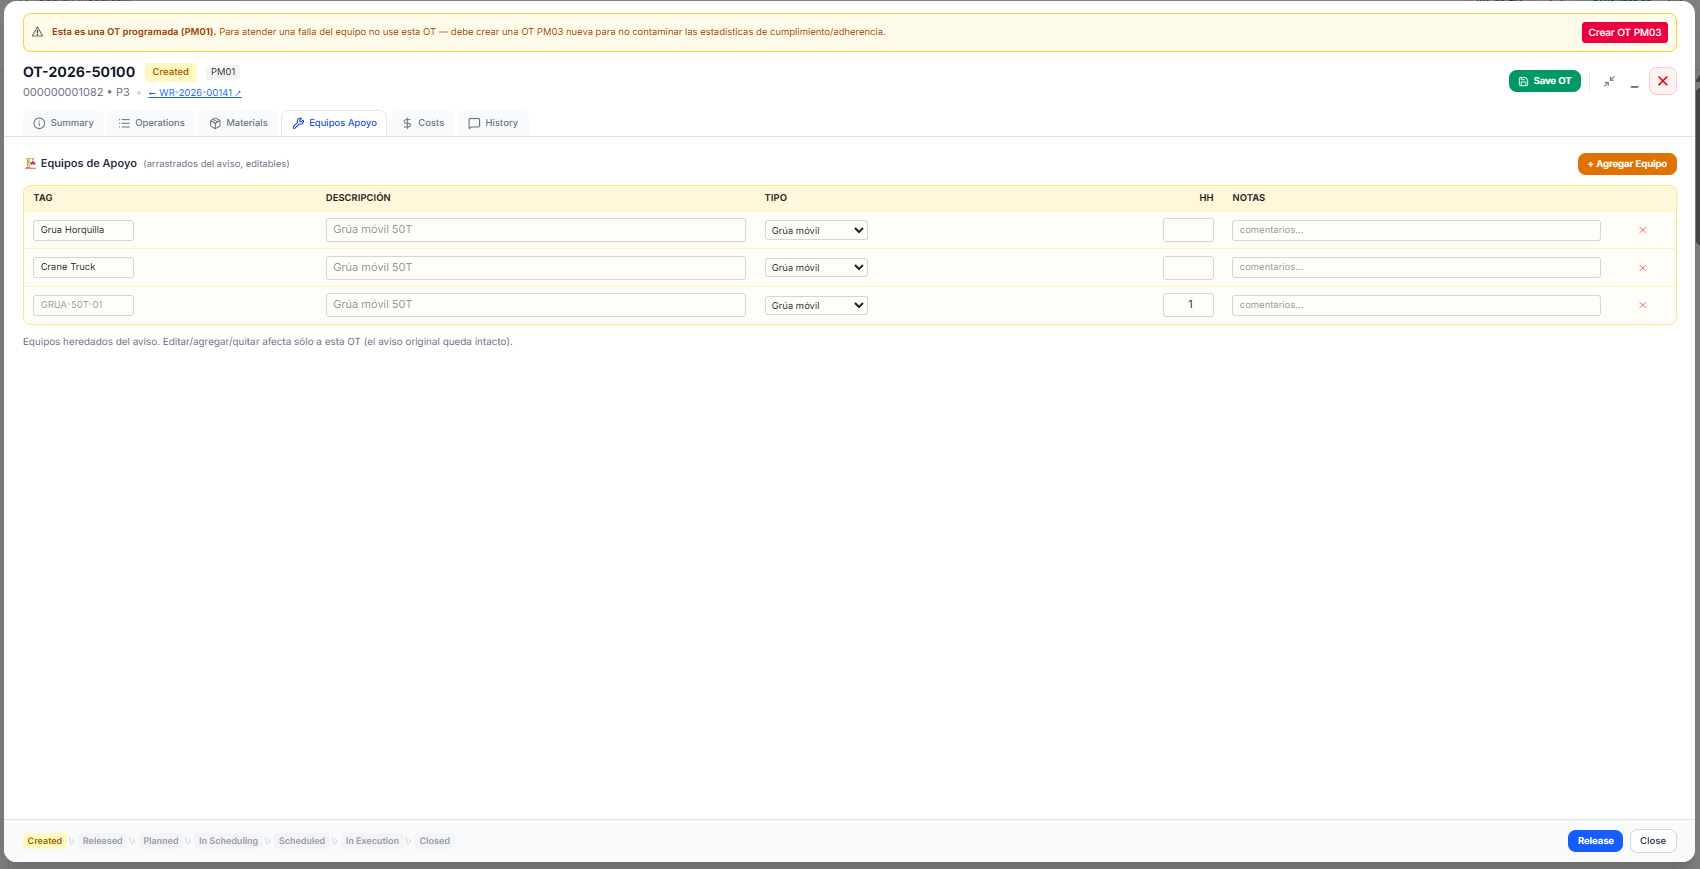 Esta es una OT programada (PM01). Para atender una falla del equipo no use esta OT — debe crear una OT PM03 nueva para no contaminar las estadísticas de cumplimiento/adherencia.
Crear OT PM03
OT-2026-50100 Created PM01
000000001082 • P3 • ← WR-2026-00141 ↗
Save OT
Summary Operations Materials Equipos Apoyo Costs History
Equipos de Apoyo (arrastrados del aviso, editables)
+ Agregar Equipo
TAG DESCRIPCIÓN TIPO HH NOTAS
Grua Horquilla Grúa móvil 50T Grúa móvil comentarios...
Crane Truck Grúa móvil 50T Grúa móvil comentarios...
GRUA-50T-01 Grúa móvil 50T Grúa móvil 1 comentarios...
Equipos heredados del aviso. Editar/agregar/quitar afecta sólo a esta OT (el aviso original queda intacto).
Created Released Planned In Scheduling Scheduled In Execution Closed
Release Close